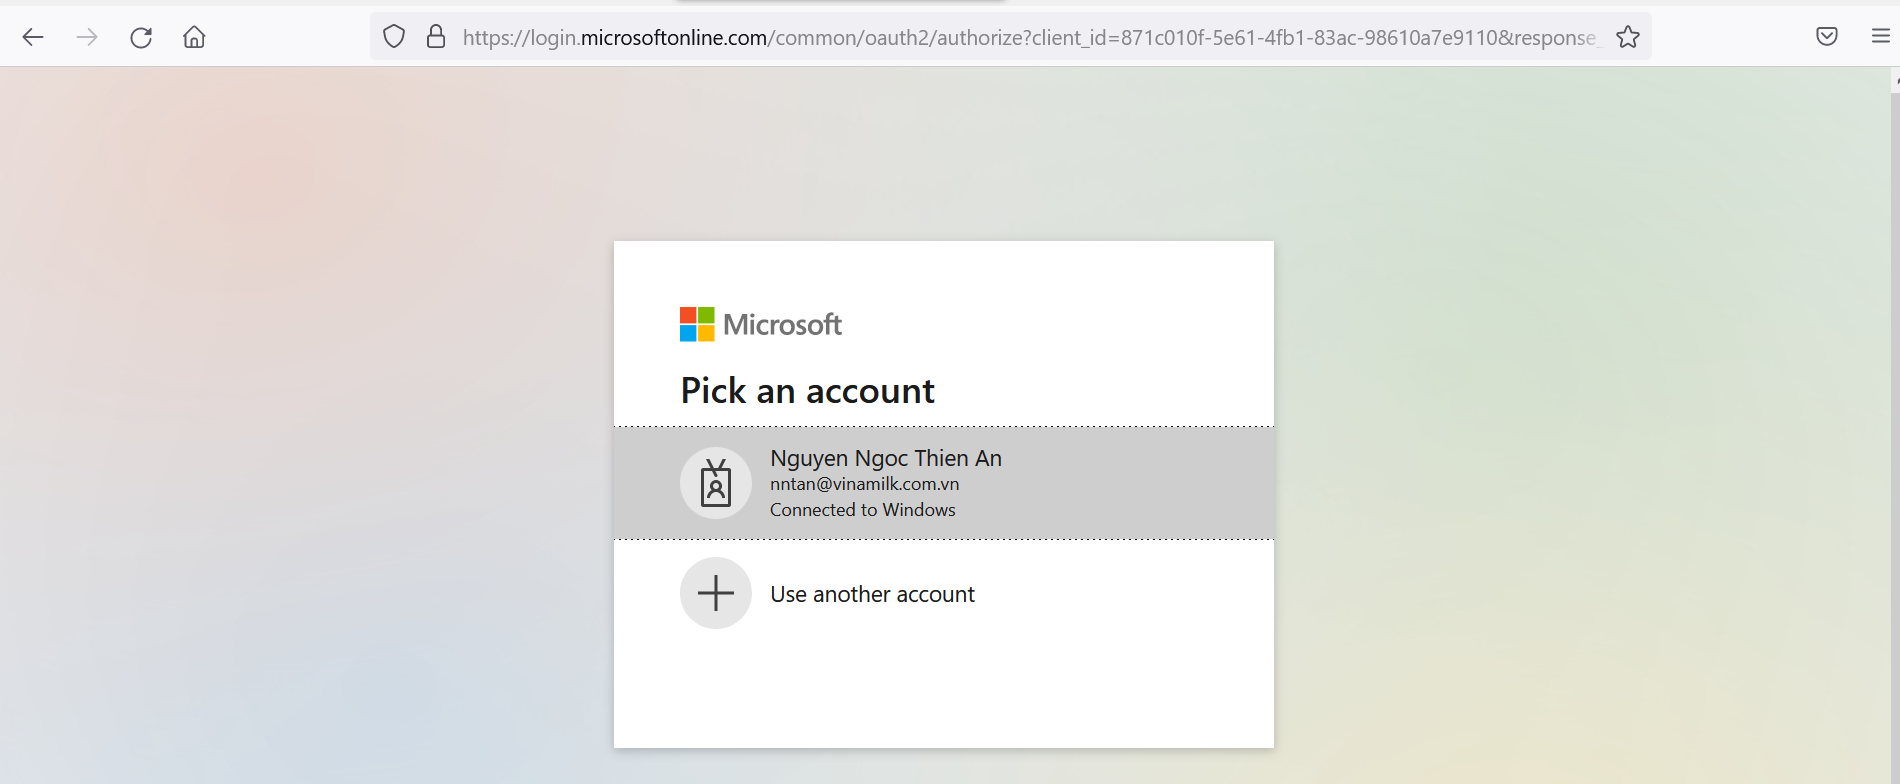 https://login.microsoftonline.com/common/oauth2/authorize?client_id=871c010f-5e61-4fb1-83ac-98610a7e9110&response_
Microsoft
Pick an account
Nguyen Ngoc Thien An
nntan@vinamilk.com.vn
Connected to Windows
Use another account